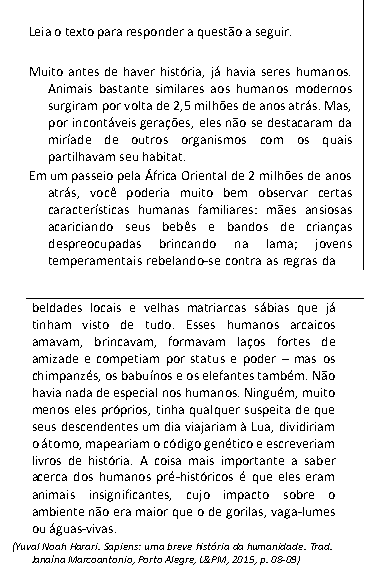 Leia o texto para responder a questão a seguir.
Muito antes de haver história, já havia seres humanos.
Animais bastante similares aos humanos modernos
surgiram por volta de 2,5 milhões de anos atrás. Mas,
por incontáveis gerações, eles não se destacaram da
miríade de outros organismos com os quais
partilhavam seu habitat.
Em um passeio pela África Oriental de 2 milhões de anos
atrás, você poderia muito bem observar certas
características humanas familiares: mães ansiosas
acariciando seus bebês e bandos de crianças
despreocupadas brincando na lama; jovens
temperamentais rebelando-se contra as regras da
beldades locais e velhas matriarcas sábias que já
tinham visto de tudo. Esses humanos arcaicos
amavam, brincavam, formavam laços fortes de
amizade e competiam por status e poder – mas os
chimpanzés, os babuínos e os elefantes também. Não
havia nada de especial nos humanos. Ninguém, muito
menos eles próprios, tinha qualquer suspeita de que
seus descendentes um dia viajariam à Lua, dividiriam
o átomo, mapeariam o código genético e escreveriam
livros de história. A coisa mais importante a saber
acerca dos humanos pré-históricos é que eles eram
animais insignificantes, cujo impacto sobre o
ambiente não era maior que o de gorilas, vaga-lumes
ou águas-vivas.
(Yuval Noah Harari. Sapiens: uma breve história da humanidade. Trad.
Janaína Marcoantonio, Porto Alegre, L&PM, 2015, p. 08-09)